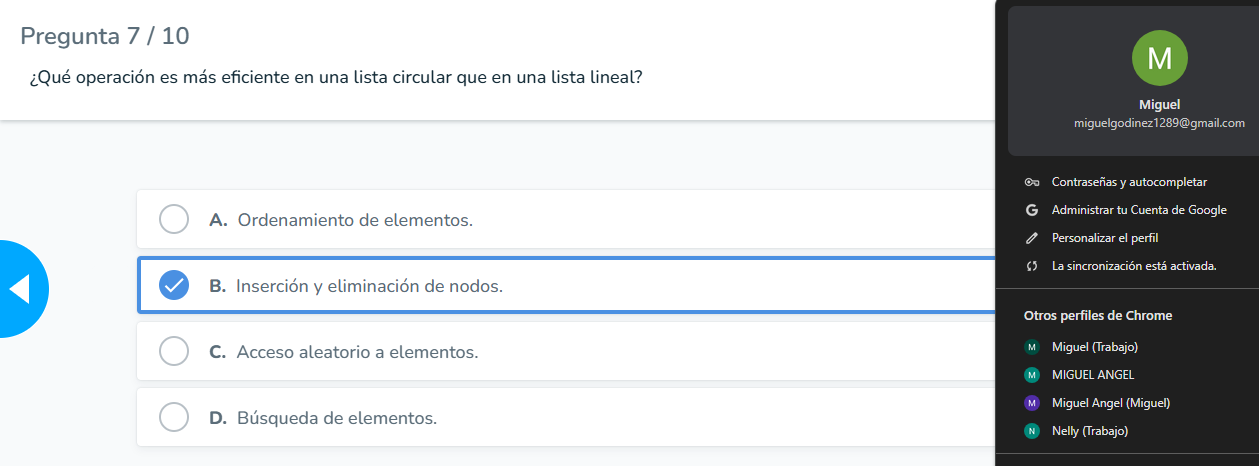 Pregunta 7 / 10
¿Qué operación es más eficiente en una lista circular que en una lista lineal?
A. Ordenamiento de elementos.
B. Inserción y eliminación de nodos.
C. Acceso aleatorio a elementos.
D. Búsqueda de elementos.
M
Miguel
miguelgodinez1289@gmail.com
Contraseñas y autocompletar
G Administrar tu Cuenta de Google
Personalizar el perfil
La sincronización está activada.
Otros perfiles de Chrome
M Miguel (Trabajo)
M MIGUEL ANGEL
M Miguel Angel (Miguel)
N Nelly (Trabajo)